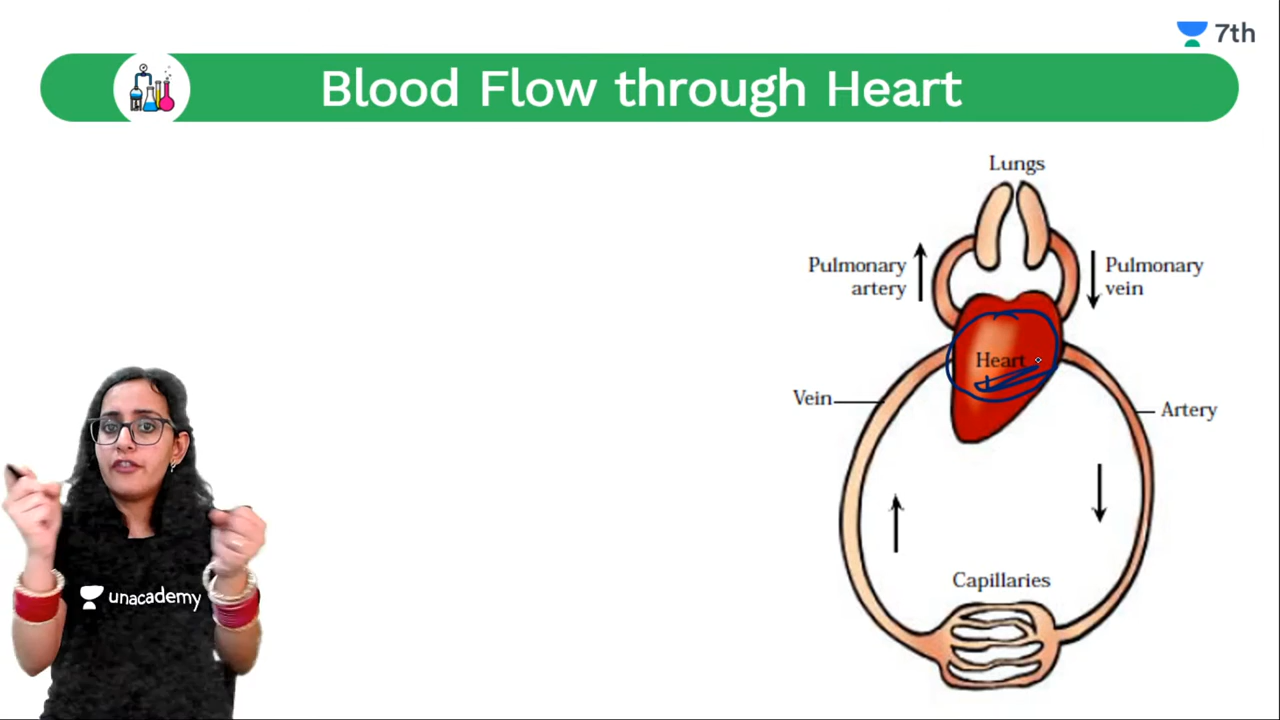 7th
Blood Flow through Heart
Lungs
Pulmonary
artery
Pulmonary
vein
Heart
Vein
Artery
Capillaries
unacademy